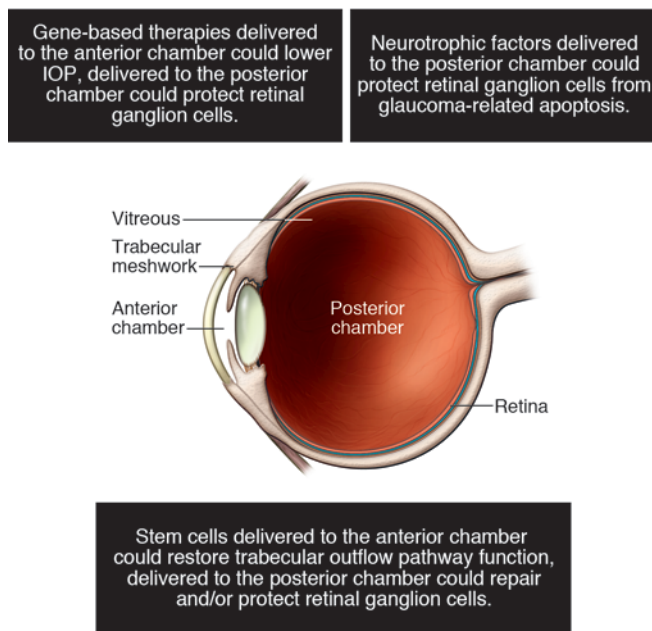 Gene-based therapies delivered
to the anterior chamber could lower
IOP, delivered to the posterior
chamber could protect retinal
ganglion cells.
Neurotrophic factors delivered
to the posterior chamber could
protect retinal ganglion cells from
glaucoma-related apoptosis.
Vitreous
Trabecular
meshwork
Anterior
chamber
Posterior
chamber
Retina
Stem cells delivered to the anterior chamber
could restore trabecular outflow pathway function,
delivered to the posterior chamber could repair
and/or protect retinal ganglion cells.